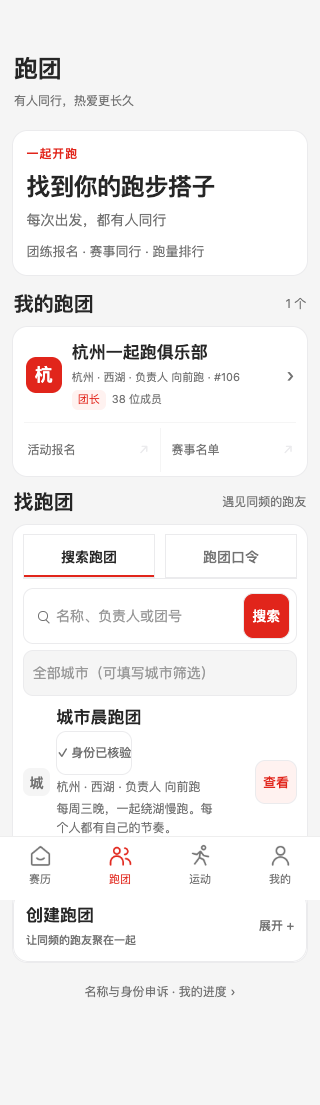 跑团
有人同行，热爱更长久
一起开跑
找到你的跑步搭子
每次出发，都有人同行
团练报名 · 赛事同行 · 跑量排行
我的跑团
1 个
杭
杭州一起跑俱乐部
杭州 · 西湖 · 负责人 向前跑 · #106
团长 38 位成员
活动报名
赛事名单
找跑团
遇见同频的跑友
搜索跑团
跑团口令
名称、负责人或团号
搜索
全部城市（可填写城市筛选）
城
城市晨跑团
✓ 身份已核验
杭州 · 西湖 · 负责人 向前跑
每周三晚，一起绕湖慢跑。每
个人都有自己的节奏。
查看
赛历
跑团
运动
我的
创建跑团
让同频的跑友聚在一起
展开 +
名称与身份申诉 · 我的进度 ›